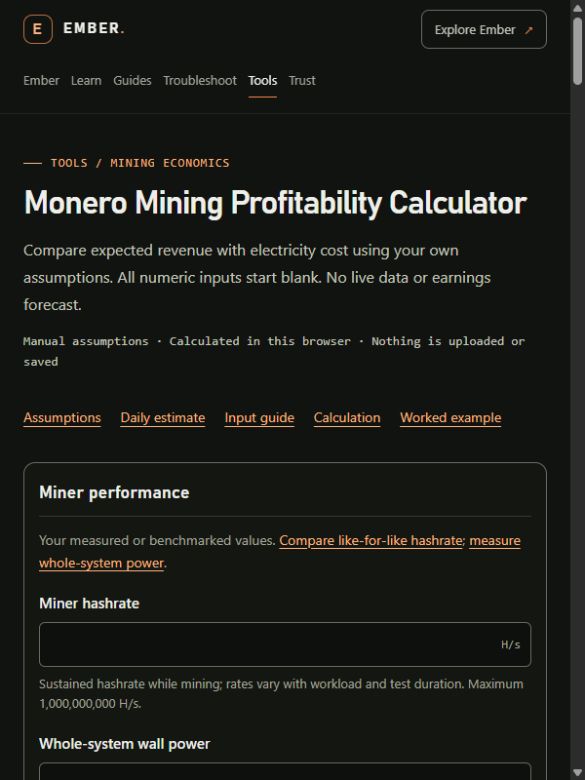 E EMBER.
Explore Ember ↗
Ember Learn Guides Troubleshoot Tools Trust
TOOLS / MINING ECONOMICS
Monero Mining Profitability Calculator
Compare expected revenue with electricity cost using your own
assumptions. All numeric inputs start blank. No live data or earnings
forecast.
Manual assumptions · Calculated in this browser · Nothing is uploaded or
saved
Assumptions Daily estimate Input guide Calculation Worked example
Miner performance
Your measured or benchmarked values. Compare like-for-like hashrate; measure
whole-system power.
Miner hashrate
H/s
Sustained hashrate while mining; rates vary with workload and test duration. Maximum
1,000,000,000 H/s.
Whole-system wall power